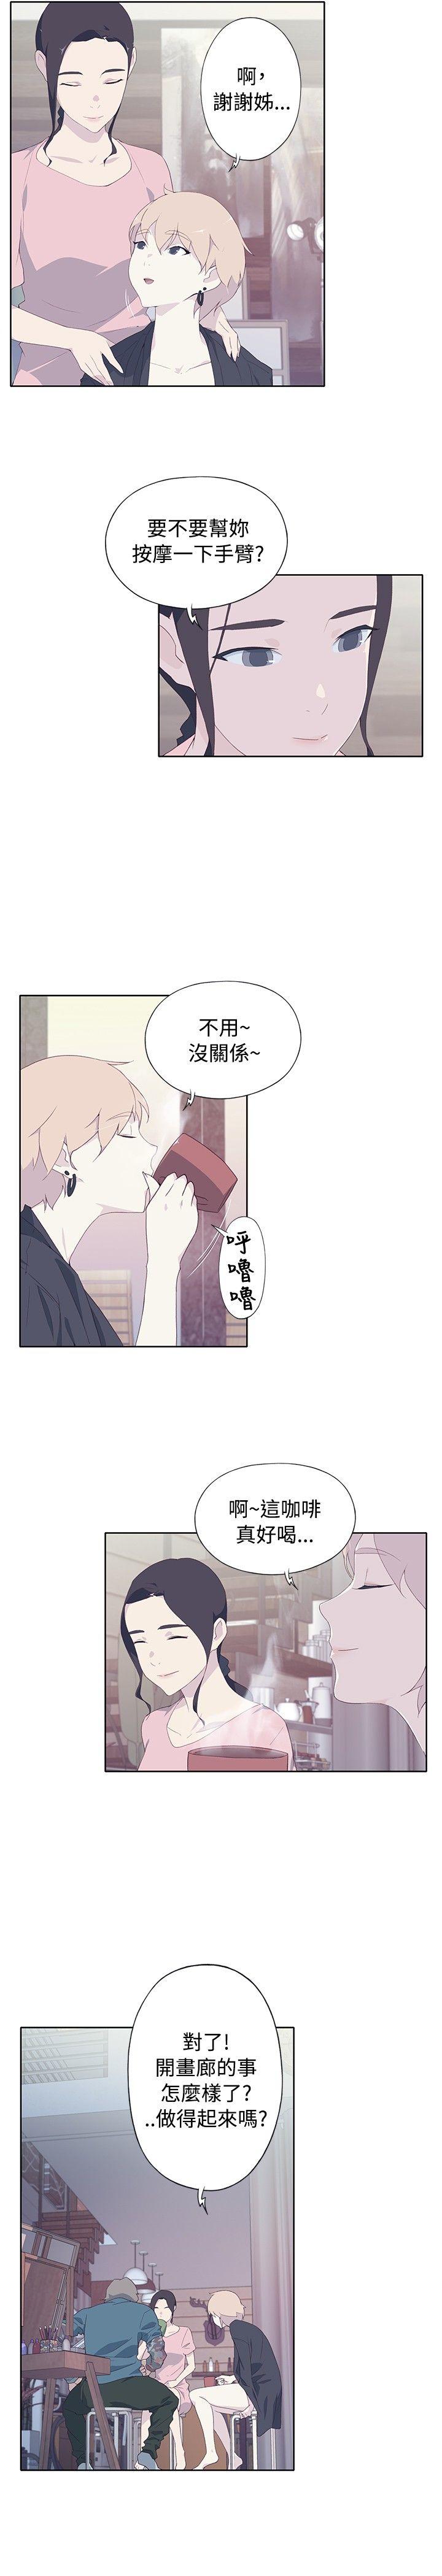 啊,
謝謝姊...
要不要幫妳
按摩一下手臂?
不用~
沒關係~
呼嚕嚕
啊~這咖啡
真好喝...
對了!
開畫廊的事
怎麼樣了?
..做得起來嗎?